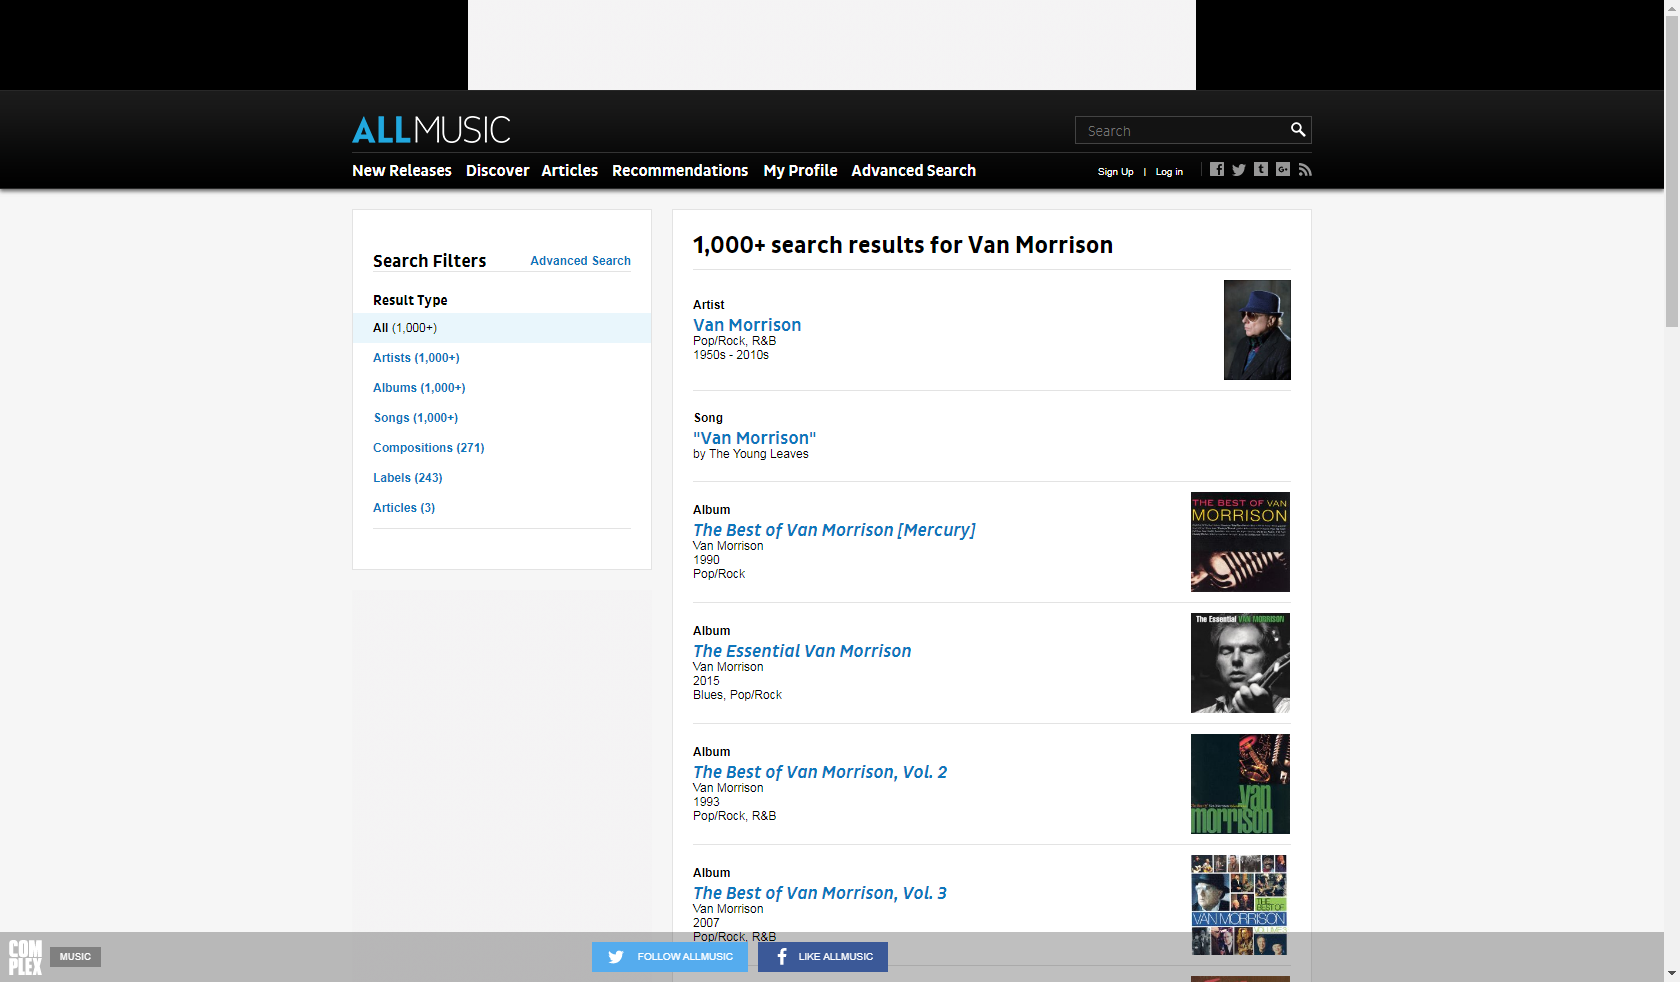 ALLMUSIC
Search
New Releases Discover Articles Recommendations My Profile Advanced Search
Sign Up | Log in
Search Filters
Advanced Search
Result Type
All (1,000+)
Artists (1,000+)
Albums (1,000+)
Songs (1,000+)
Compositions (271)
Labels (243)
Articles (3)
1,000+ search results for Van Morrison
Artist
Van Morrison
Pop/Rock, R&B
1950s - 2010s
Song
"Van Morrison"
by The Young Leaves
Album
The Best of Van Morrison [Mercury]
Van Morrison
1990
Pop/Rock
THE BEST OF VAN
MORRISON
Album
The Essential Van Morrison
Van Morrison
2015
Blues, Pop/Rock
The Essential VAN MORRISON
Album
The Best of Van Morrison, Vol. 2
Van Morrison
1993
Pop/Rock, R&B
van
morrison
Album
The Best of Van Morrison, Vol. 3
Van Morrison
2007
Pop/Rock, R&B
THE
BEST OF
VAN MORRISON
COM
PLEX
MUSIC
FOLLOW ALLMUSIC
LIKE ALLMUSIC